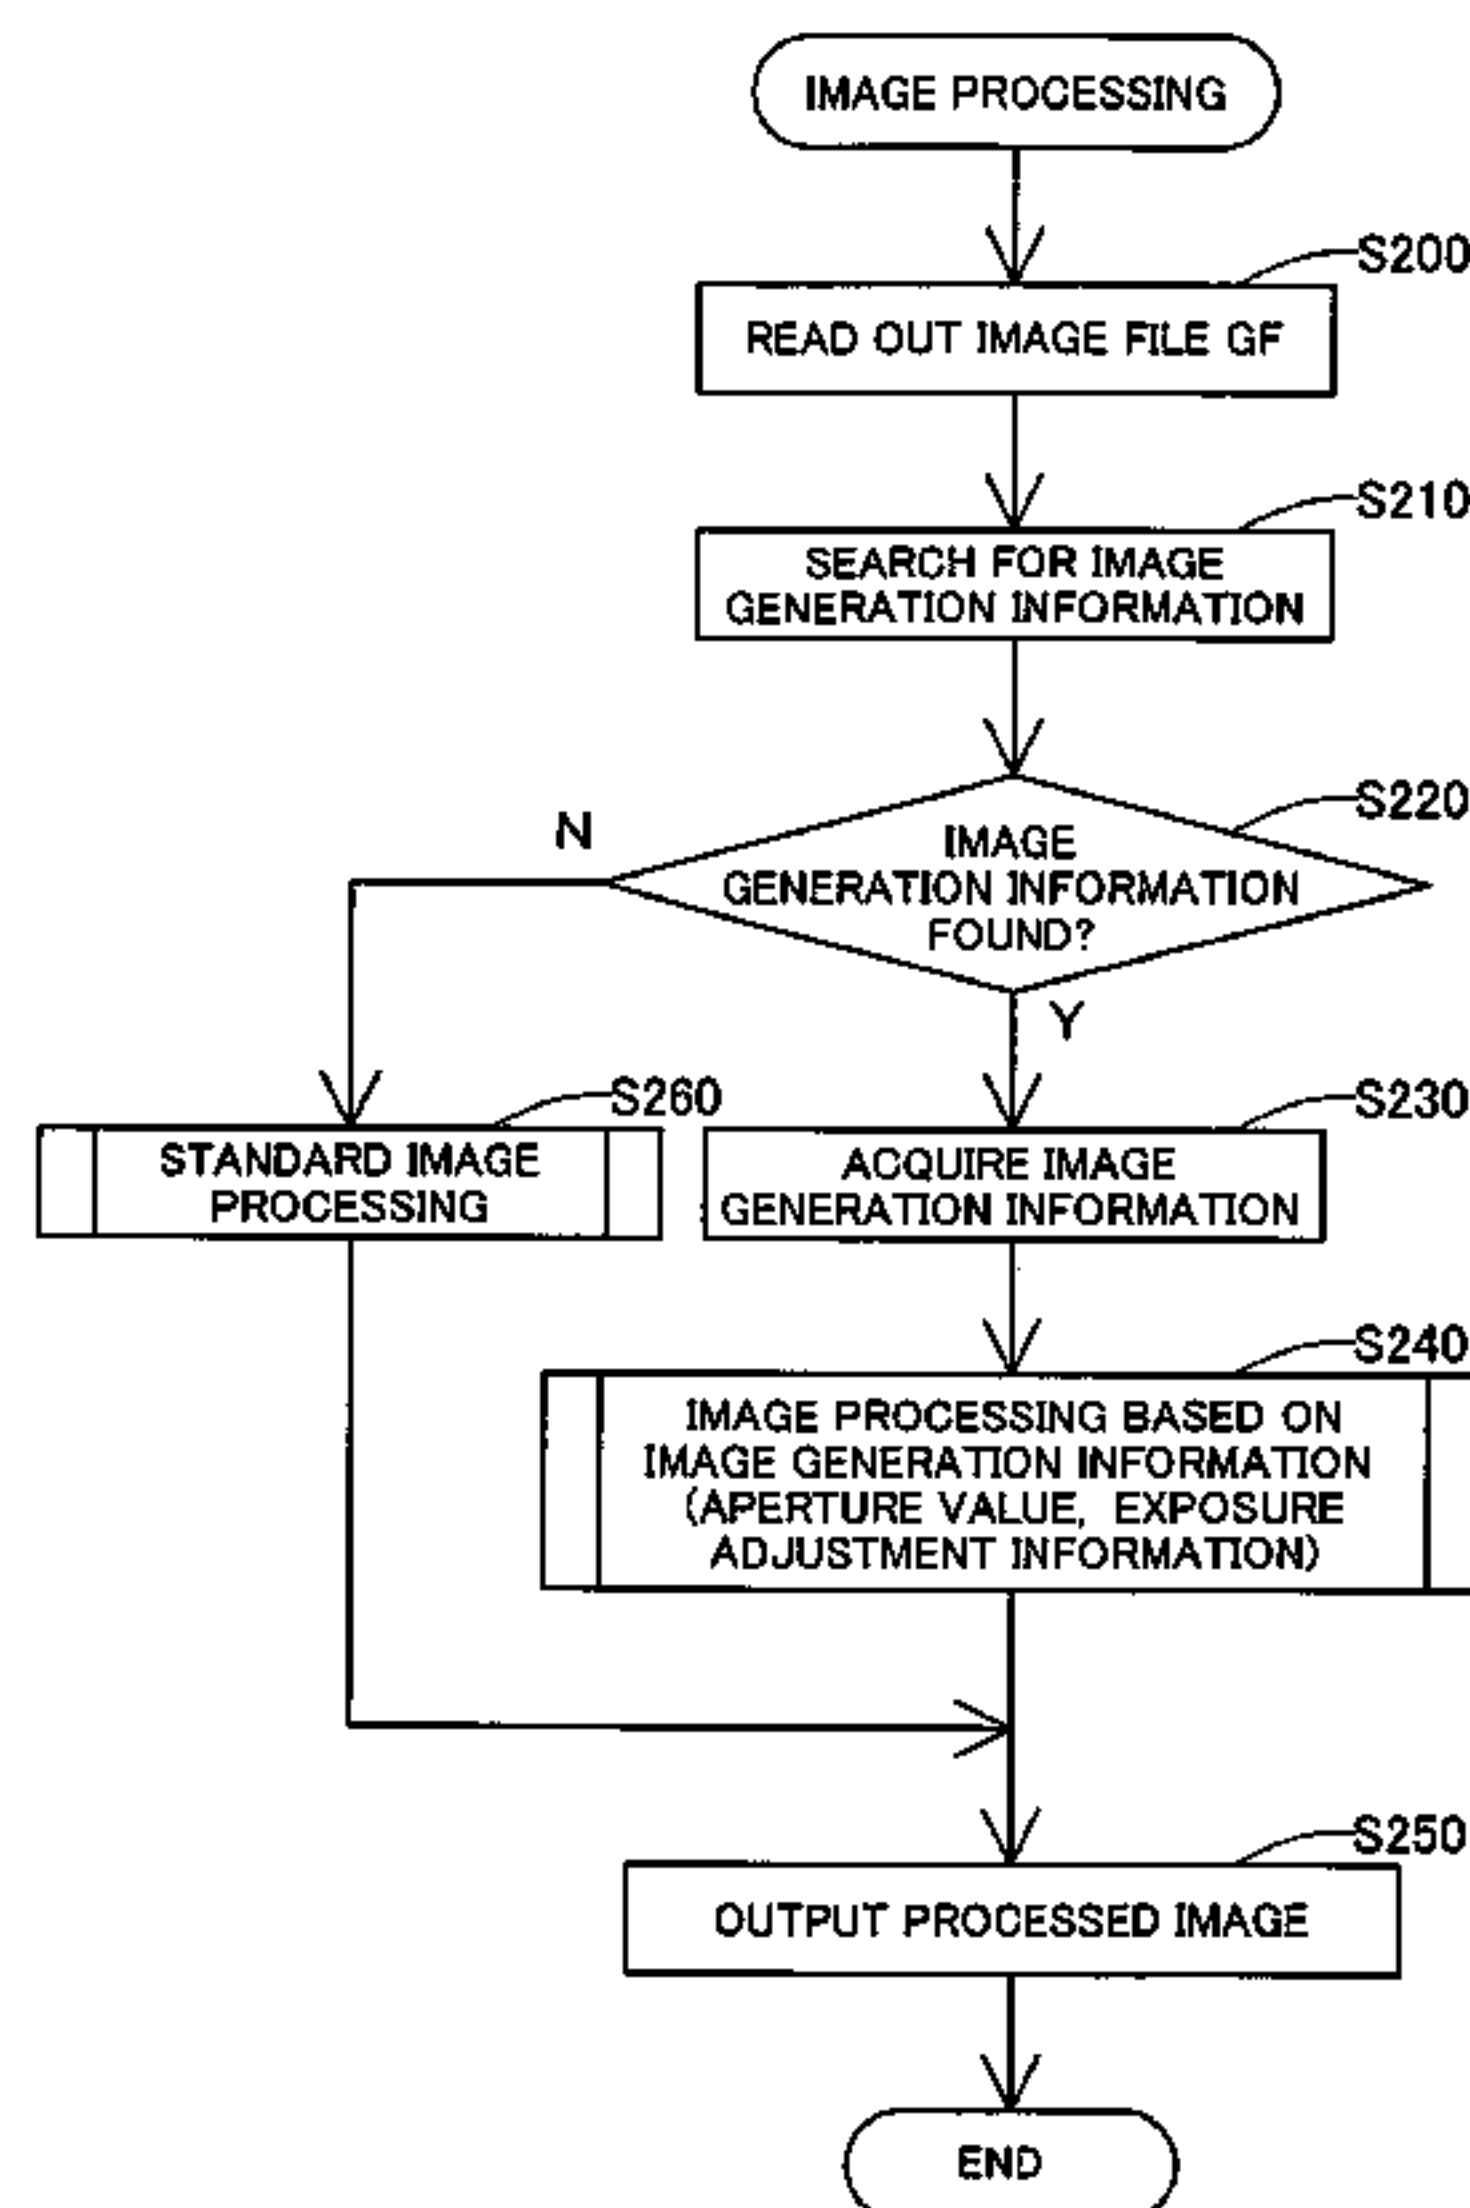 IMAGE PROCESSING
S200
READ OUT IMAGE FILE GF
S210
SEARCH FOR IMAGE
GENERATION INFORMATION
S220
IMAGE
GENERATION INFORMATION
FOUND?
N
Y
S260
STANDARD IMAGE
PROCESSING
S230
ACQUIRE IMAGE
GENERATION INFORMATION
S240
IMAGE PROCESSING BASED ON
IMAGE GENERATION INFORMATION
(APERTURE VALUE, EXPOSURE
ADJUSTMENT INFORMATION)
S250
OUTPUT PROCESSED IMAGE
END